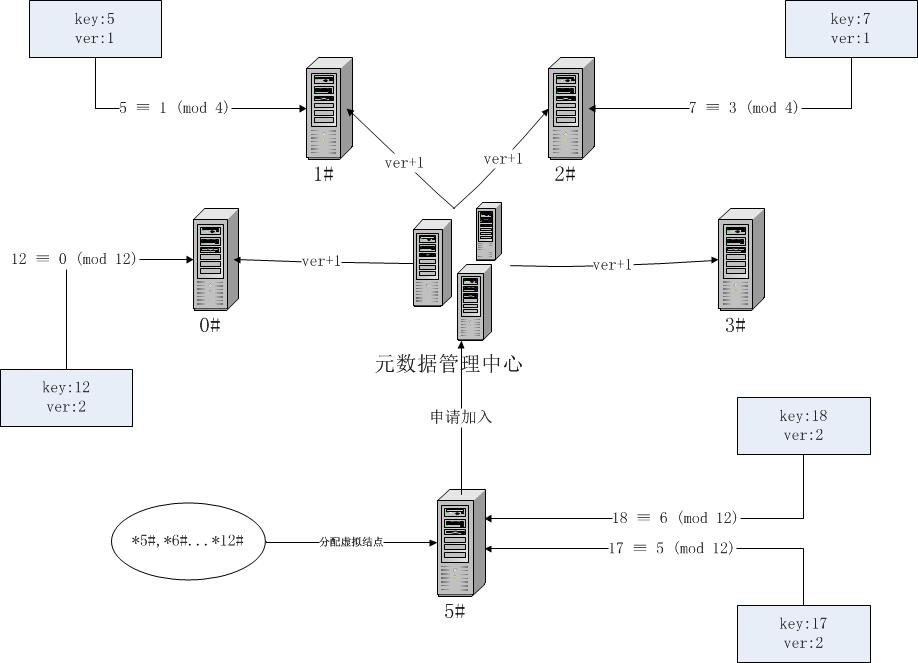 key:5
ver:1
key:7
ver:1
5 ≡ 1 (mod 4)
7 ≡ 3 (mod 4)
ver+1
ver+1
1#
2#
12 ≡ 0 (mod 12)
ver+1
ver+1
0#
3#
元数据管理中心
key:12
ver:2
申请加入
key:18
ver:2
18 ≡ 6 (mod 12)
*5#,*6#...*12#
分配虚拟结点
17 ≡ 5 (mod 12)
5#
key:17
ver:2